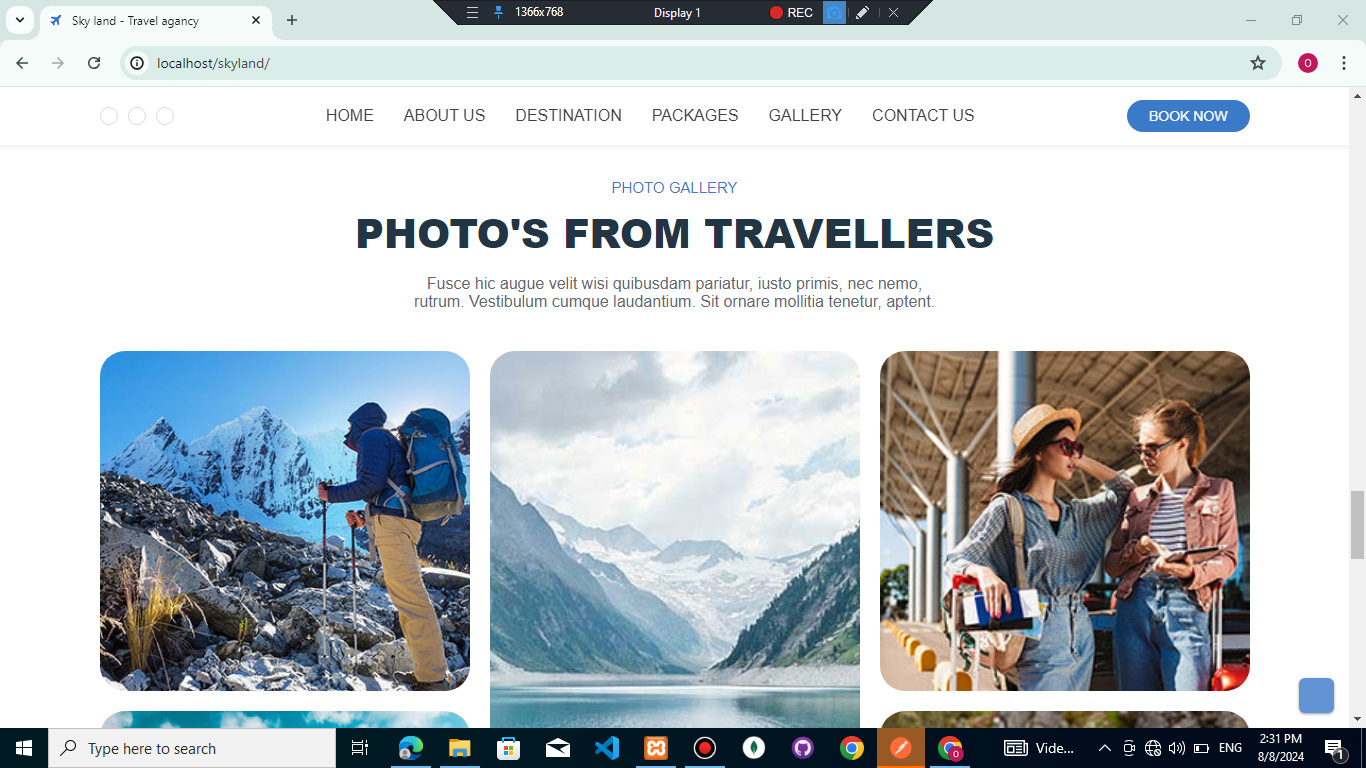 Sky land - Travel agancy
1366x768
Display 1
REC
localhost/skyland/
O
HOME
ABOUT US
DESTINATION
PACKAGES
GALLERY
CONTACT US
BOOK NOW
PHOTO GALLERY
PHOTO'S FROM TRAVELLERS
Fusce hic augue velit wisi quibusdam pariatur, iusto primis, nec nemo,
rutrum. Vestibulum cumque laudantium. Sit ornare mollitia tenetur, aptent.
Type here to search
O
Vide...
ENG
2:31 PM
8/8/2024
1